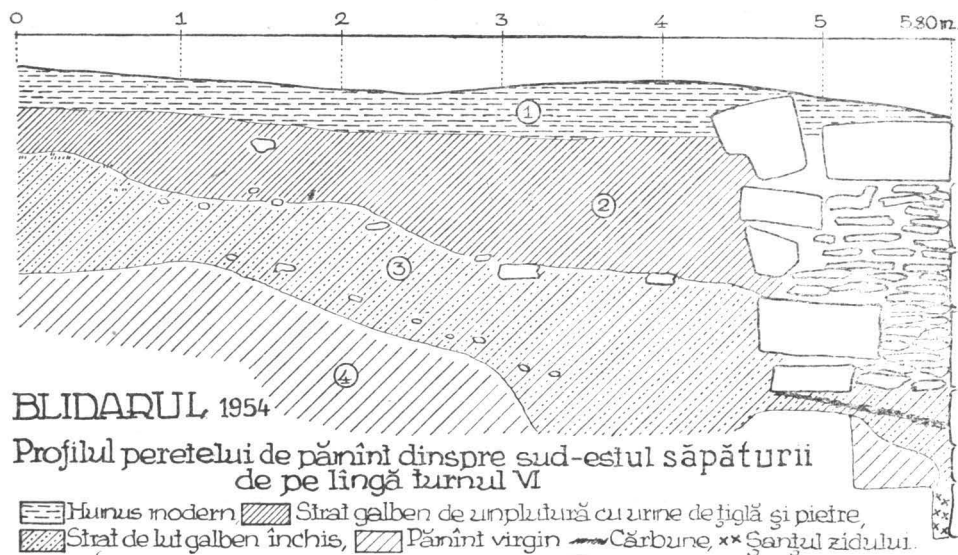 0 1 2 3 4 5 5.80 m
1
2
3
4
BLIDARUL 1954
Profilul peretelui de pămînt dinspre sud-estul săpăturii
de pe lîngă turnul VI
Humus modern, Strat galben de umplutură cu urme de țiglă și pietre,
Strat de lut galben închis, Pămînt virgin Cărbune, ×× Șanțul zidului.